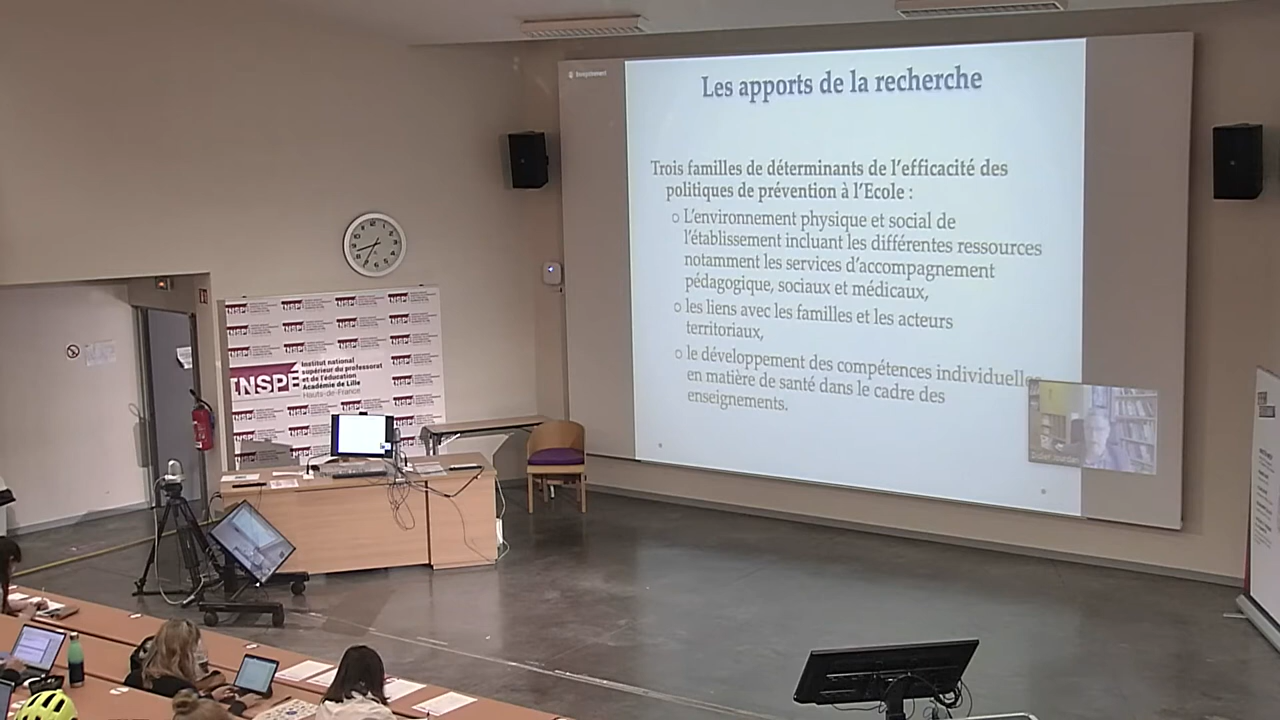 Enregistrement
Les apports de la recherche
Trois familles de déterminants de l'efficacité des
politiques de prévention à l'Ecole :
o L'environnement physique et social de
l'établissement incluant les différentes ressources
notamment les services d'accompagnement
pédagogique, sociaux et médicaux,
o les liens avec les familles et les acteurs
territoriaux,
o le développement des compétences individuelles
en matière de santé dans le cadre des
enseignements.
Didier Jourdan
INSPÉ
Institut national
supérieur du professorat
et de l'éducation
Académie de Lille
Hauts-de-France